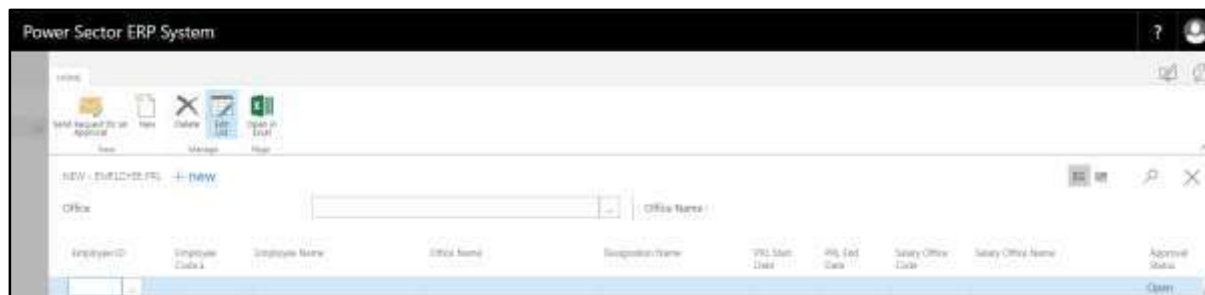 Power Sector ERP System ?
HOME
Send Request for an Approval New Delete Edit List Open in Excel
New Manage Page
NEW - EMPLOYEE PRL + new
Office ... : Office Name :
Employee ID Employee Name Office Name Designation Name PRL Start Date PRL End Date Salary Office Code Salary Office Name Approval Status
... Open